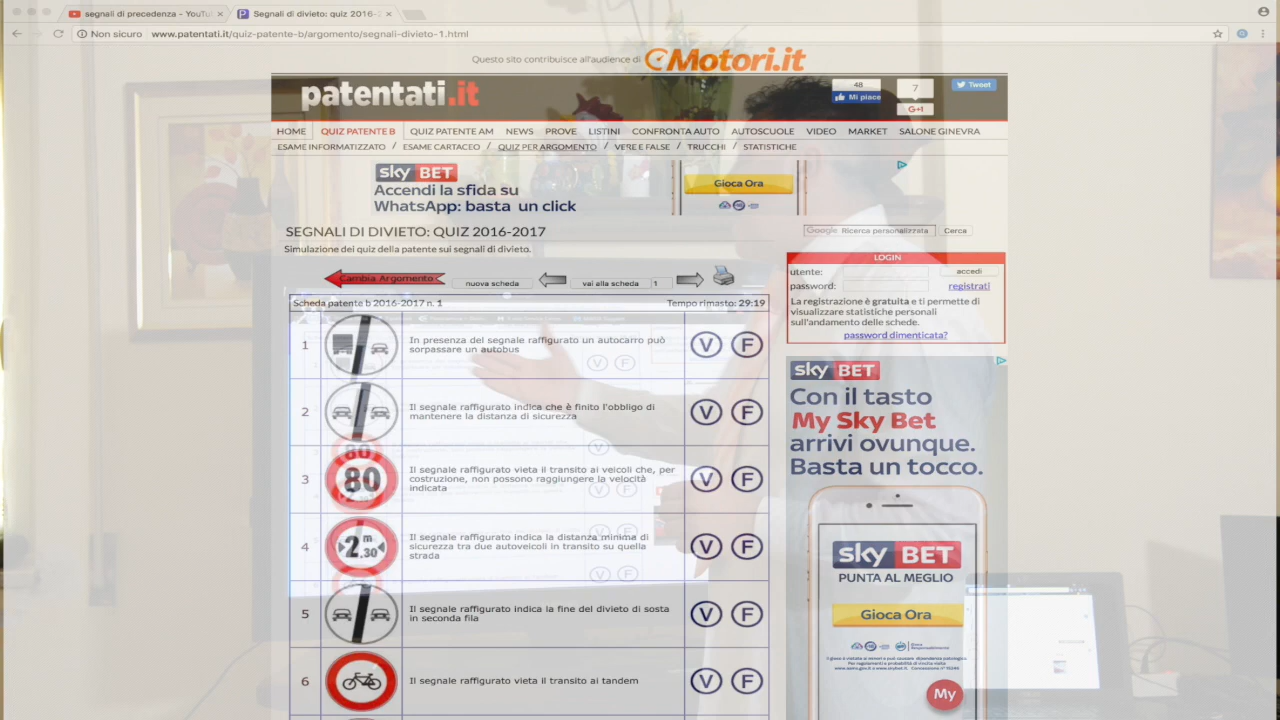 segnali di precedenza - YouTu
Segnali di divieto: quiz 2016-
Non sicuro
www.patentati.it/quiz-patente-b/argomento/segnali-divieto-1.html
Questo sito contribuisce all'audience di Motori.it
patentati.it
48
Mi piace
7
G+1
Tweet
HOME QUIZ PATENTE B QUIZ PATENTE AM NEWS PROVE LISTINI CONFRONTA AUTO AUTOSCUOLE VIDEO MARKET SALONE GINEVRA
ESAME INFORMATIZZATO / ESAME CARTACEO / QUIZ PER ARGOMENTO / VERE E FALSE / TRUCCHI / STATISTICHE
sky BET
Accendi la sfida su
WhatsApp: basta un click
Gioca Ora
SEGNALI DI DIVIETO: QUIZ 2016-2017
Simulazione dei quiz della patente sui segnali di divieto.
Google Ricerca personalizzata Cerca
Cambia Argomento
nuova scheda
vai alla scheda 1
Scheda patente b 2016-2017 n. 1
Tempo rimasto: 29:19
1
In presenza del segnale raffigurato un autocarro può
sorpassare un autobus
V F
2
Il segnale raffigurato indica che è finito l'obbligo di
mantenere la distanza di sicurezza
V F
3
80
Il segnale raffigurato vieta il transito ai veicoli che, per
costruzione, non possono raggiungere la velocità
indicata
V F
4
2 m .30
Il segnale raffigurato indica la distanza minima di
sicurezza tra due autoveicoli in transito su quella
strada
V F
5
Il segnale raffigurato indica la fine del divieto di sosta
in seconda fila
V F
6
Il segnale raffigurato vieta il transito ai tandem
V F
LOGIN
utente:
accedi
password:
registrati
La registrazione è gratuita e ti permette di
visualizzare statistiche personali
sull'andamento delle schede.
password dimenticata?
sky BET
Con il tasto
My Sky Bet
arrivi ovunque.
Basta un tocco.
sky BET
PUNTA AL MEGLIO
Gioca Ora
My